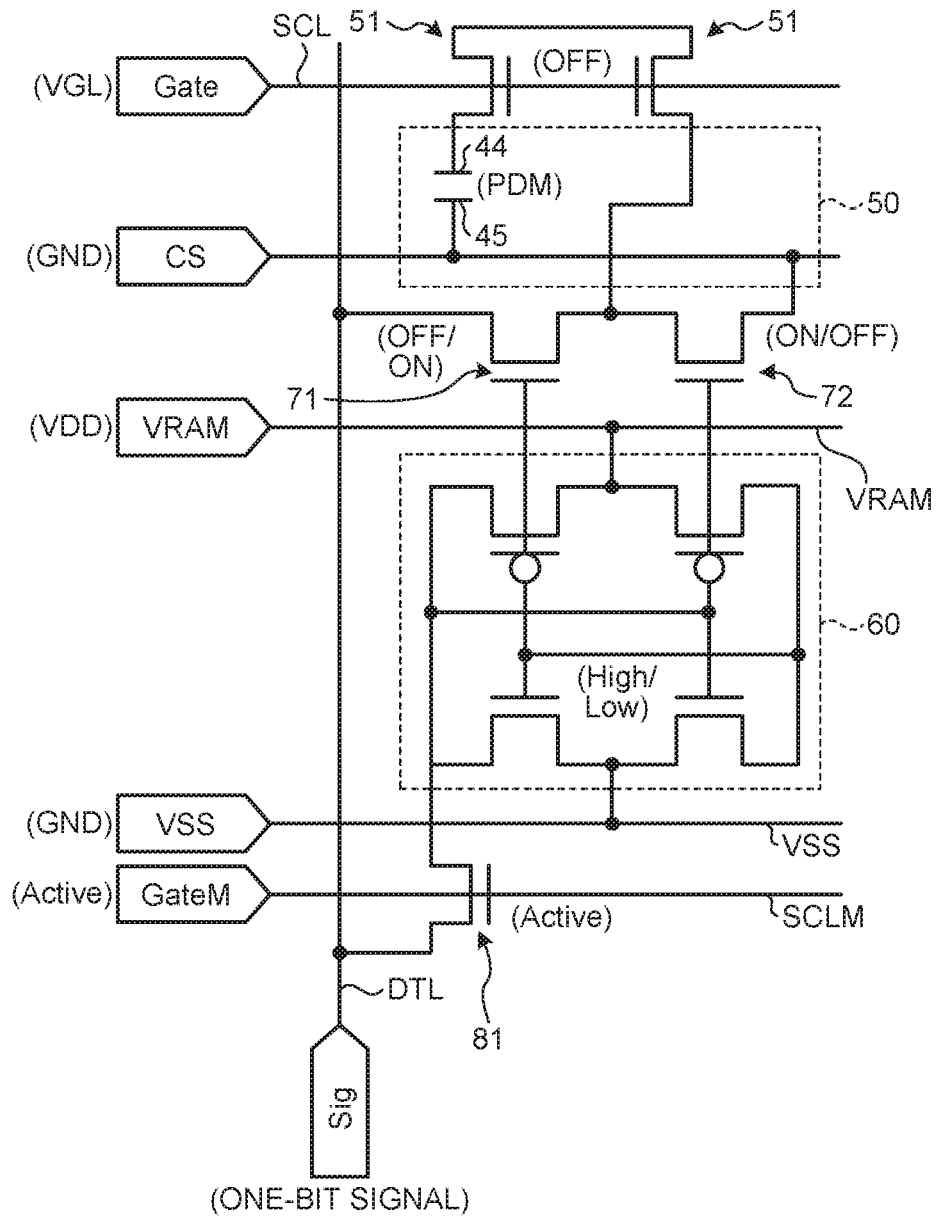 51
SCL
51
(VGL)
Gate
(OFF)
44
(PDM)
50
45
(GND)
CS
(OFF/
ON)
(ON/OFF)
71
72
(VDD)
VRAM
VRAM
60
(High/
Low)
(GND)
VSS
VSS
(Active)
GateM
(Active)
SCLM
DTL
81
Sig
(ONE-BIT SIGNAL)